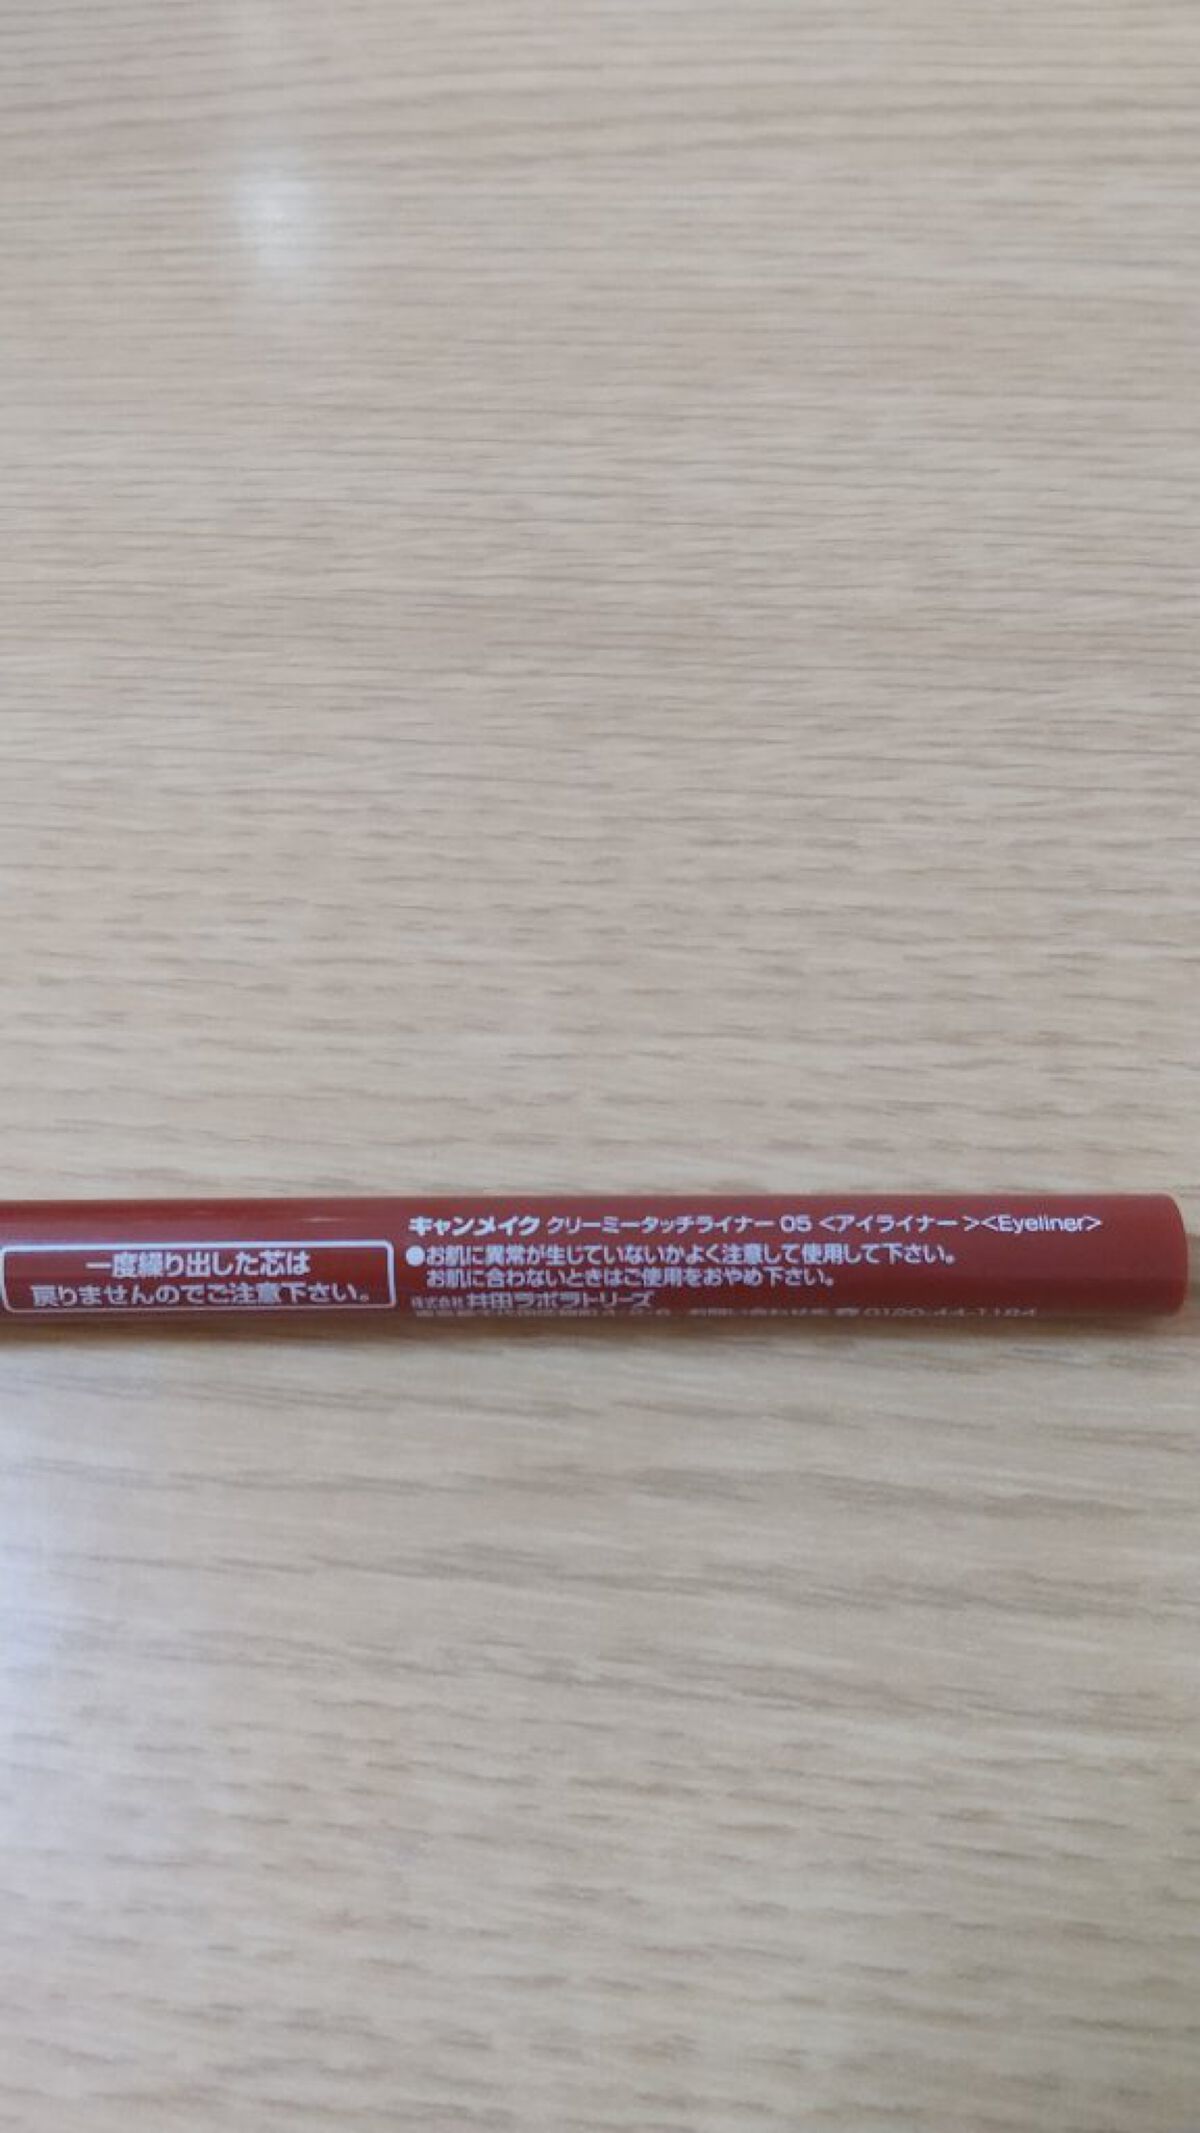 一度繰り出した芯は
戻りませんのでご注意下さい。
キャンメイク クリーミータッチライナー 05 <アイライナー><Eyeliner>
●お肌に異常が生じていないかよく注意して使用して下さい。
お肌に合わないときはご使用をおやめ下さい。
株式会社 井田ラボラトリーズ
0120-44-1184